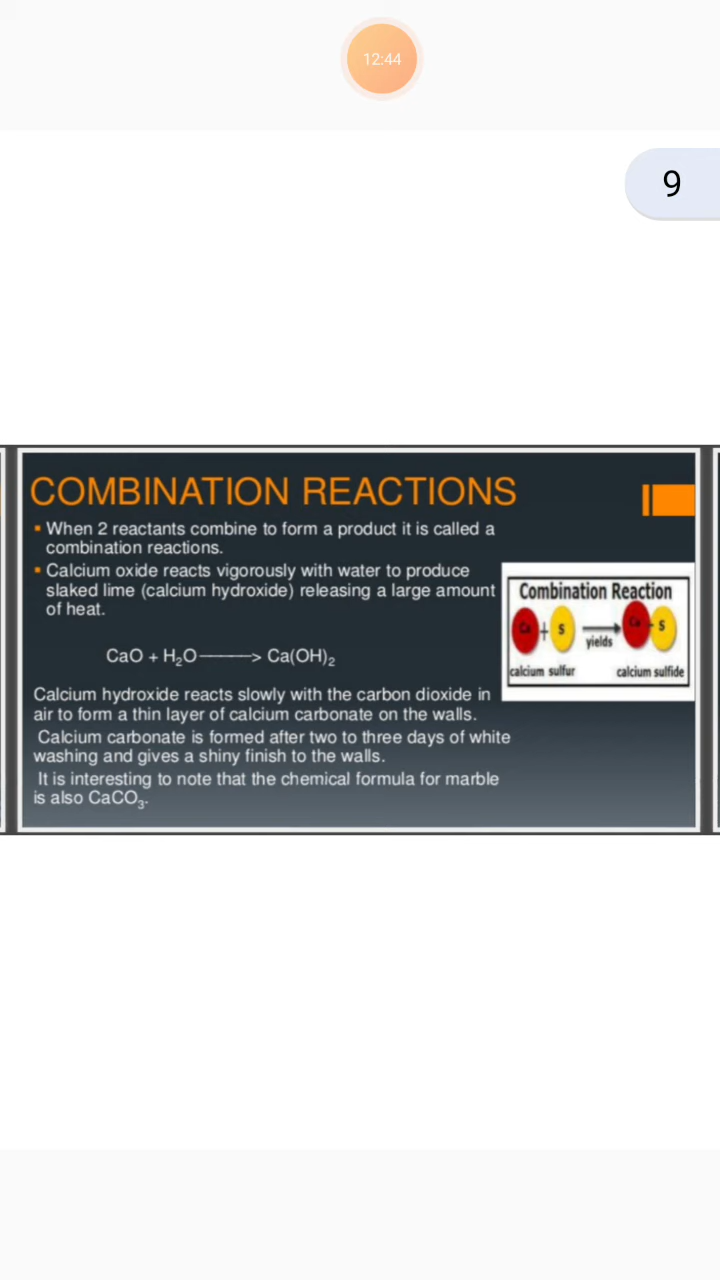 12:44
9
COMBINATION REACTIONS
▪ When 2 reactants combine to form a product it is called a
combination reactions.
▪ Calcium oxide reacts vigorously with water to produce
slaked lime (calcium hydroxide) releasing a large amount
of heat.
CaO + H₂O———> Ca(OH)₂
Calcium hydroxide reacts slowly with the carbon dioxide in
air to form a thin layer of calcium carbonate on the walls.
Calcium carbonate is formed after two to three days of white
washing and gives a shiny finish to the walls.
It is interesting to note that the chemical formula for marble
is also CaCO₃.
Combination Reaction
Ca + S yields Ca - S
calcium sulfur calcium sulfide